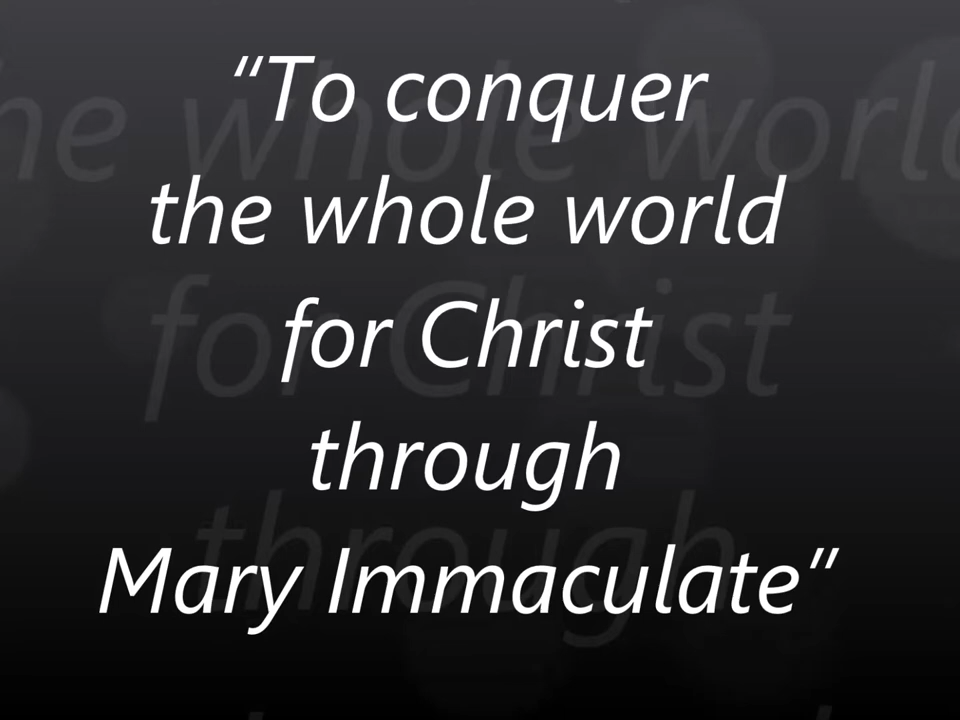 “To conquer
the whole world
for Christ
through
Mary Immaculate”